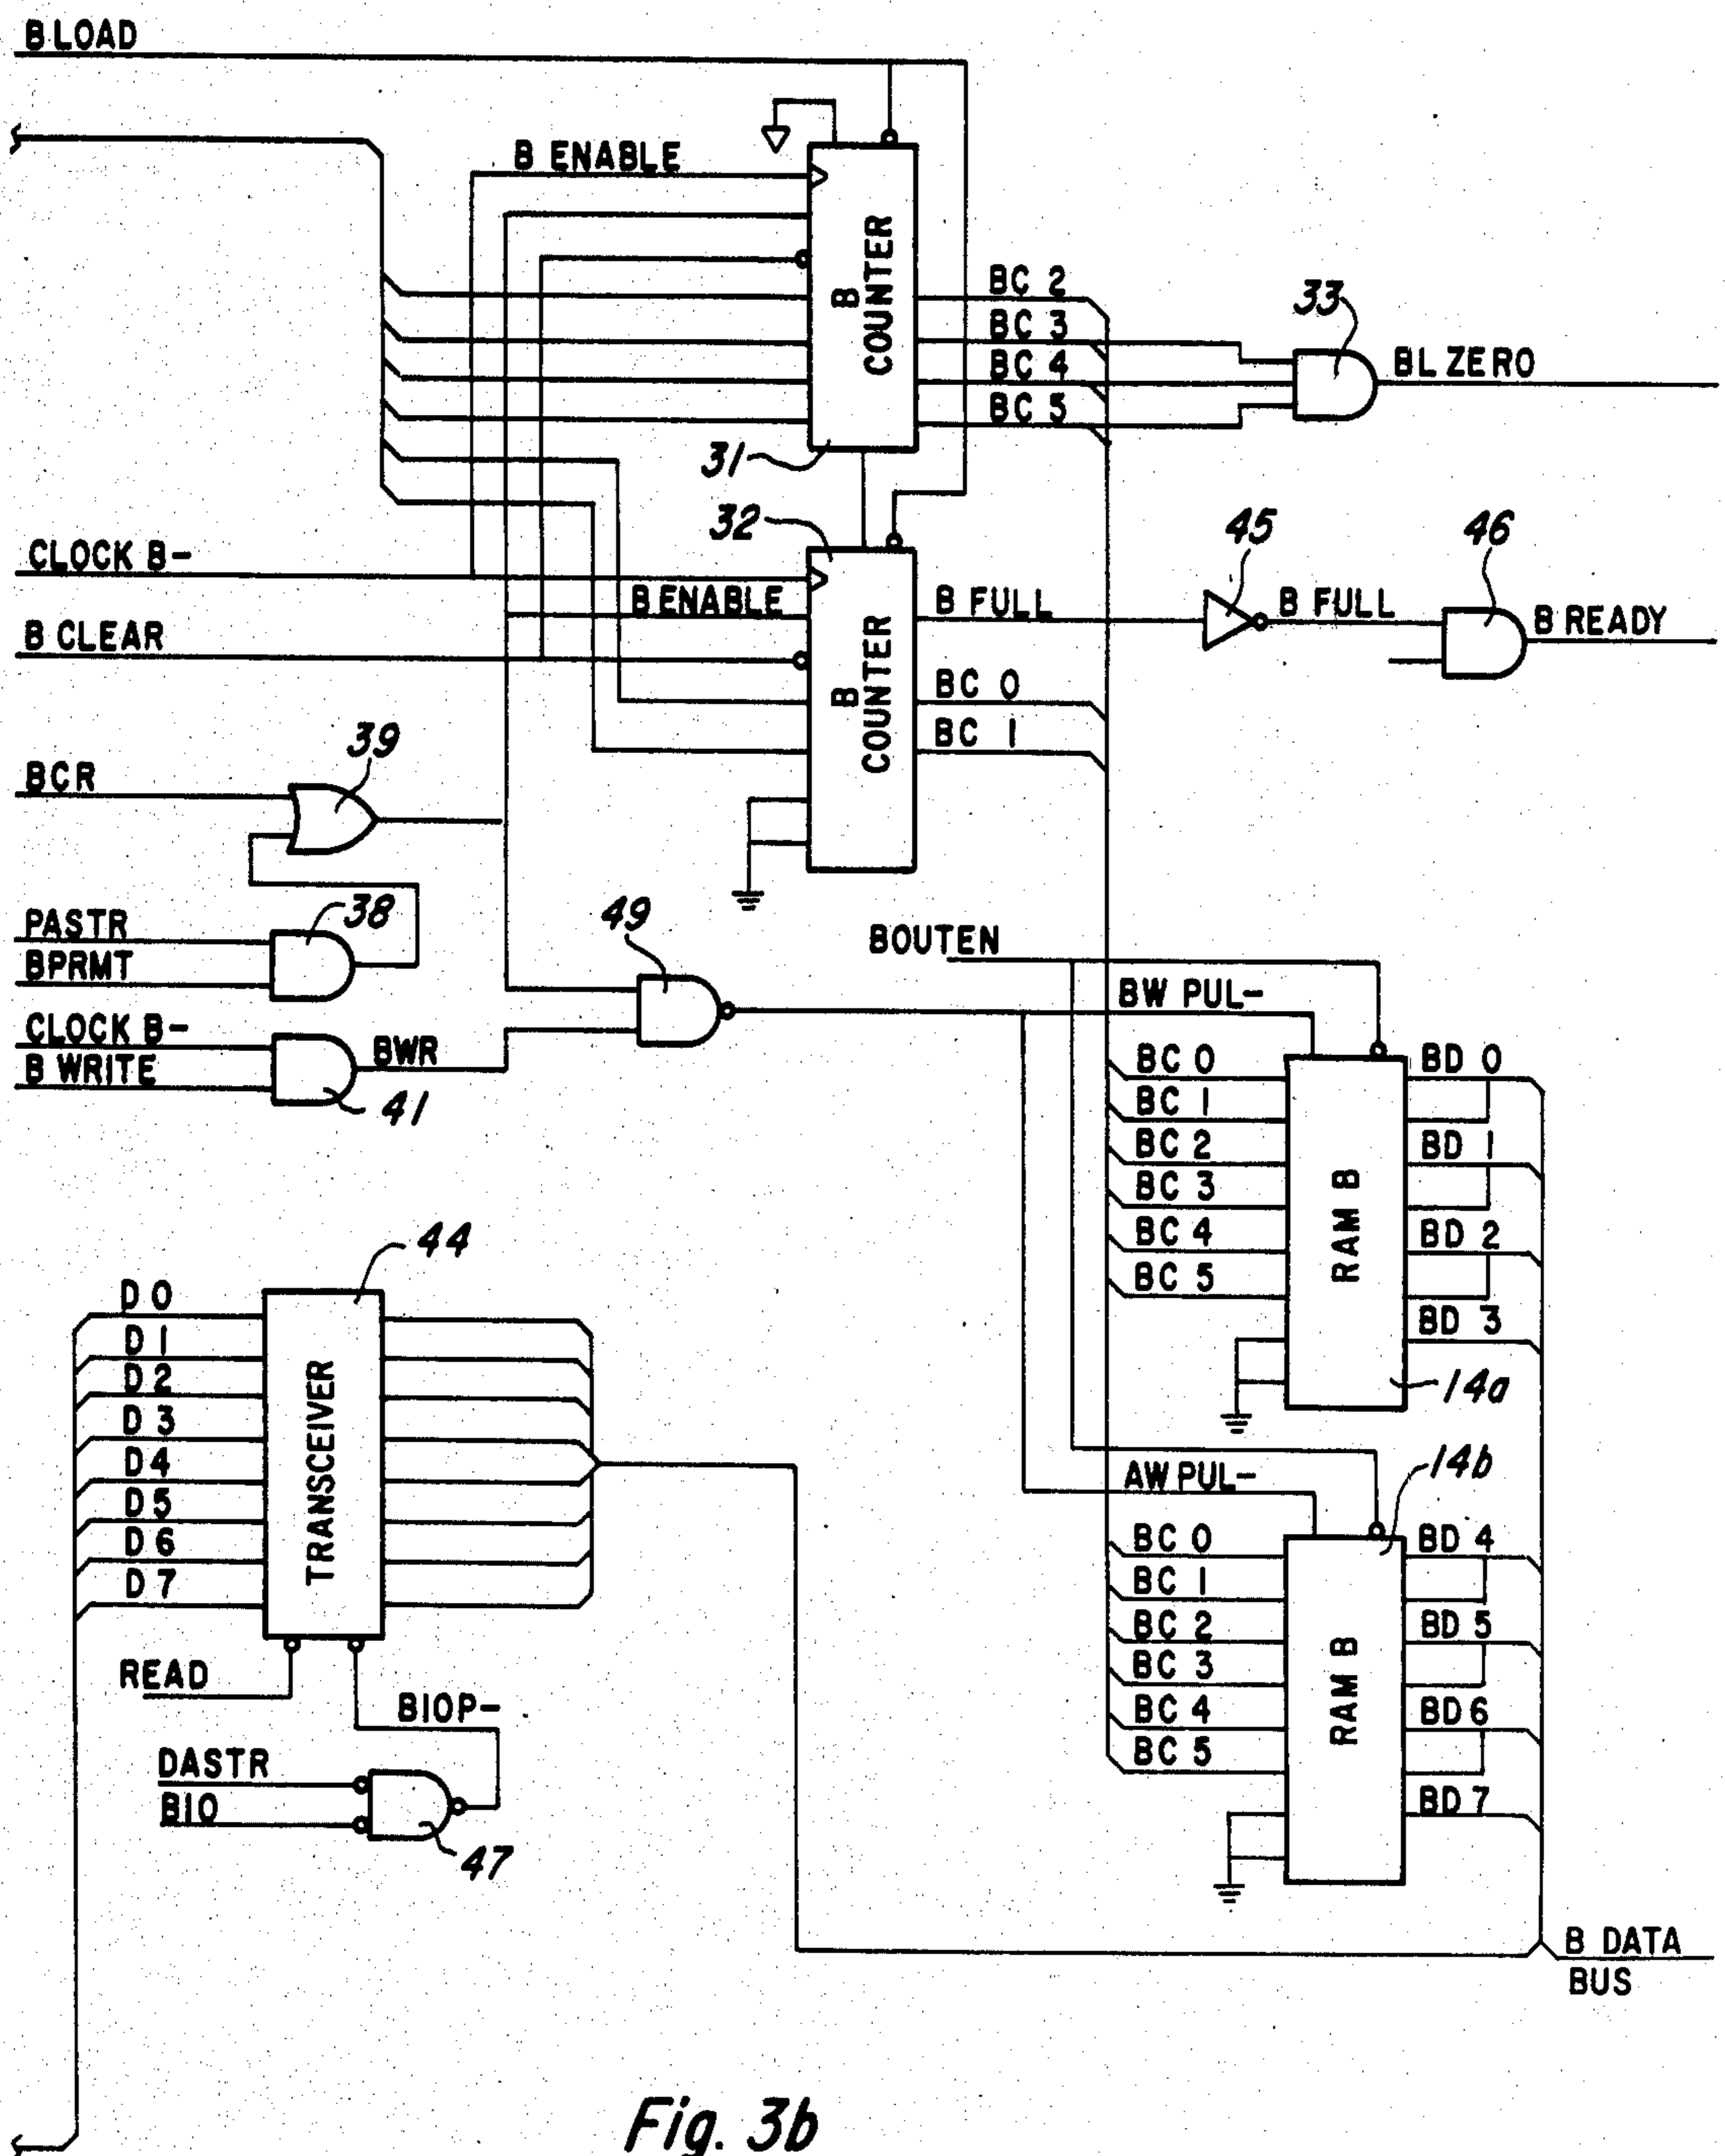 B LOAD
B ENABLE
B COUNTER
BC 2
BC 3
BC 4
BC 5
33
BL ZERO
31
32
CLOCK B-
B ENABLE
B CLEAR
B COUNTER
B FULL
45
B FULL
46
B READY
BC 0
BC 1
39
BCR
38
PASTR
BPRMT
49
BOUTEN
CLOCK B-
B WRITE
BWR
41
BW PUL-
BC 0
BC 1
BC 2
BC 3
BC 4
BC 5
RAM B
BD 0
BD 1
BD 2
BD 3
14a
44
D 0
D 1
D 2
D 3
D 4
D 5
D 6
D 7
TRANSCEIVER
READ
BIOP-
DASTR
BIO
47
AW PUL-
14b
BC 0
BC 1
BC 2
BC 3
BC 4
BC 5
RAM B
BD 4
BD 5
BD 6
BD 7
B DATA
BUS
Fig. 3b